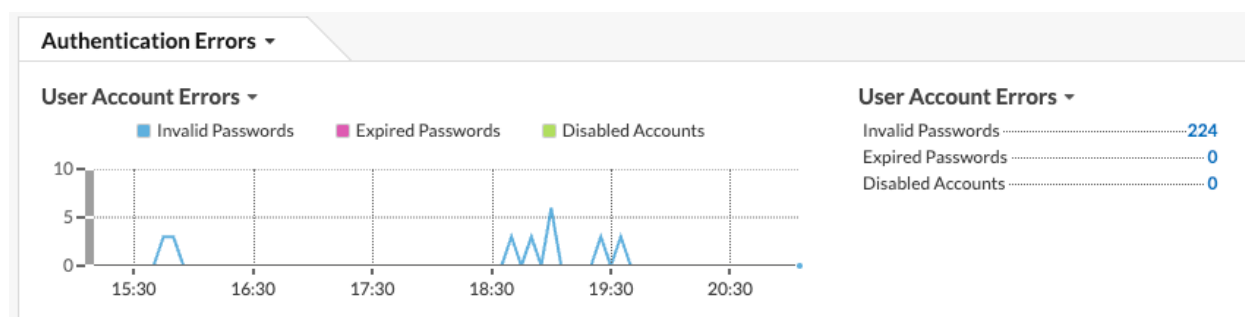 Authentication Errors
User Account Errors
Invalid Passwords Expired Passwords Disabled Accounts
10
5
0
15:30 16:30 17:30 18:30 19:30 20:30
User Account Errors
Invalid Passwords 224
Expired Passwords 0
Disabled Accounts 0